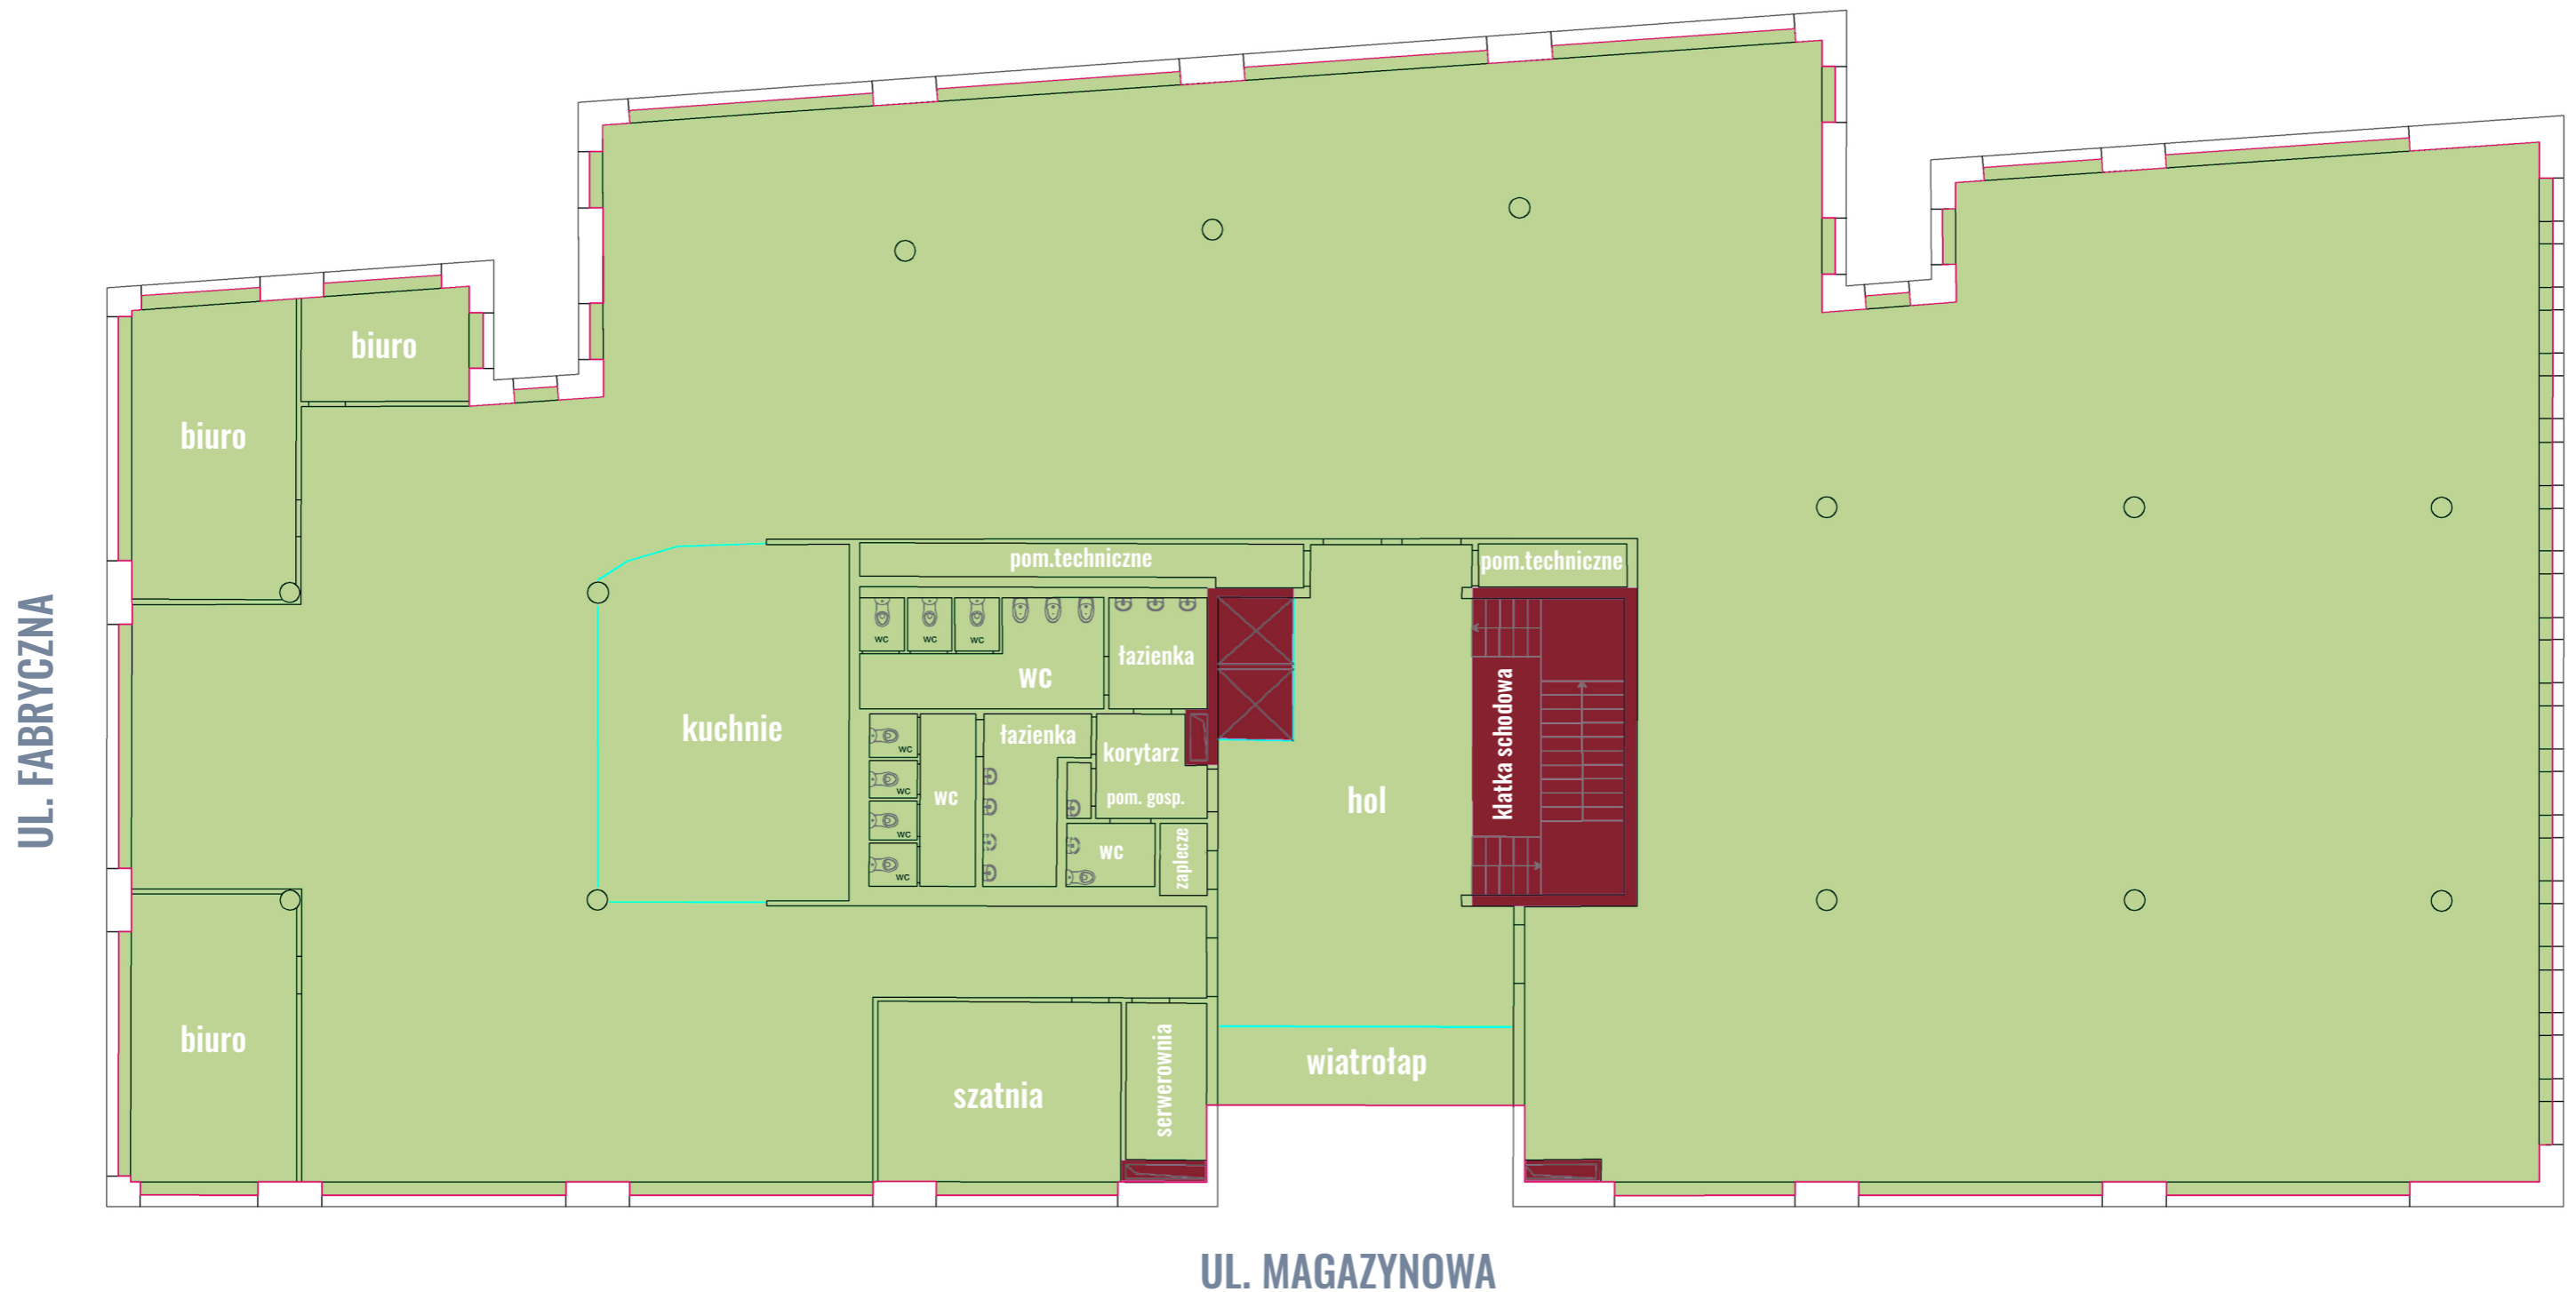 biuro
biuro
pom.techniczne
pom.techniczne
wc
wc
wc
łazienka
wc
klatka schodowa
kuchnie
łazienka
korytarz
wc
wc
wc
pom. gosp.
hol
wc
wc
wc
zaplecze
UL. FABRYCZNA
biuro
szatnia
serwerownia
wiatrołap
UL. MAGAZYNOWA